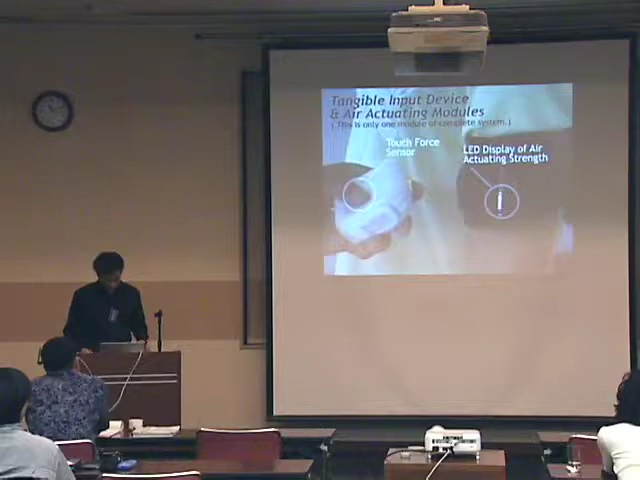 Tangible Input Device
& Air Actuating Modules
( This is only one module of complete system.)
Touch Force
Sensor
LED Display of Air
Actuating Strength